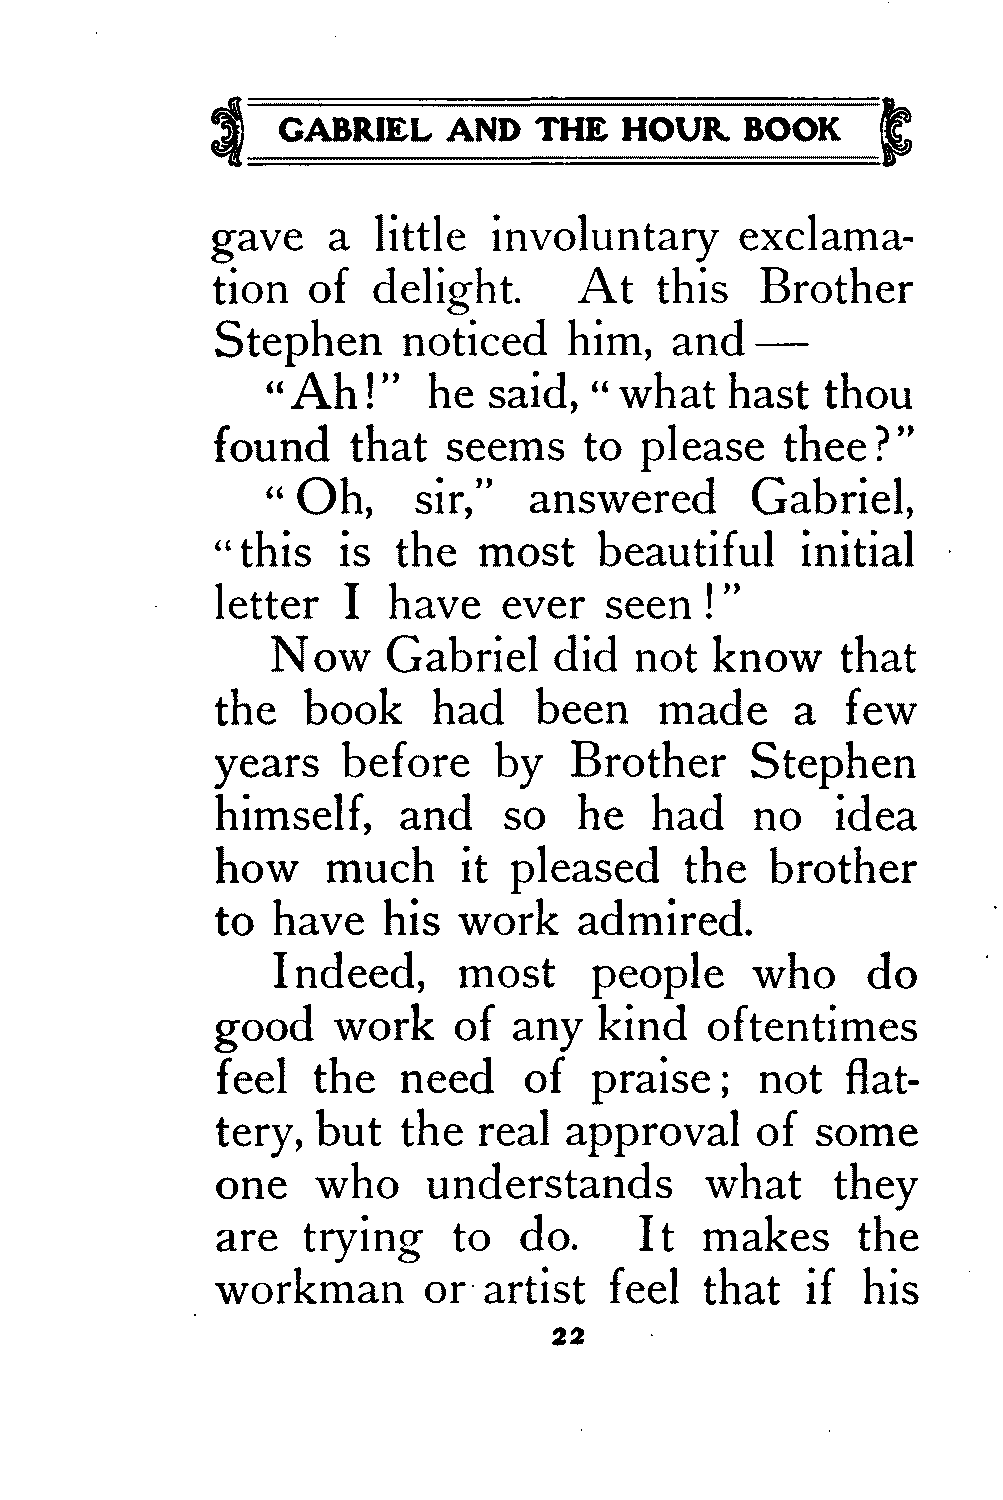 GABRIEL AND THE HOUR BOOK
gave a little involuntary exclama-
tion of delight. At this Brother
Stephen noticed him, and —
"Ah!" he said, "what hast thou
found that seems to please thee?"
"Oh, sir," answered Gabriel,
"this is the most beautiful initial
letter I have ever seen!"
Now Gabriel did not know that
the book had been made a few
years before by Brother Stephen
himself, and so he had no idea
how much it pleased the brother
to have his work admired.
Indeed, most people who do
good work of any kind oftentimes
feel the need of praise; not flat-
tery, but the real approval of some
one who understands what they
are trying to do. It makes the
workman or artist feel that if his
22